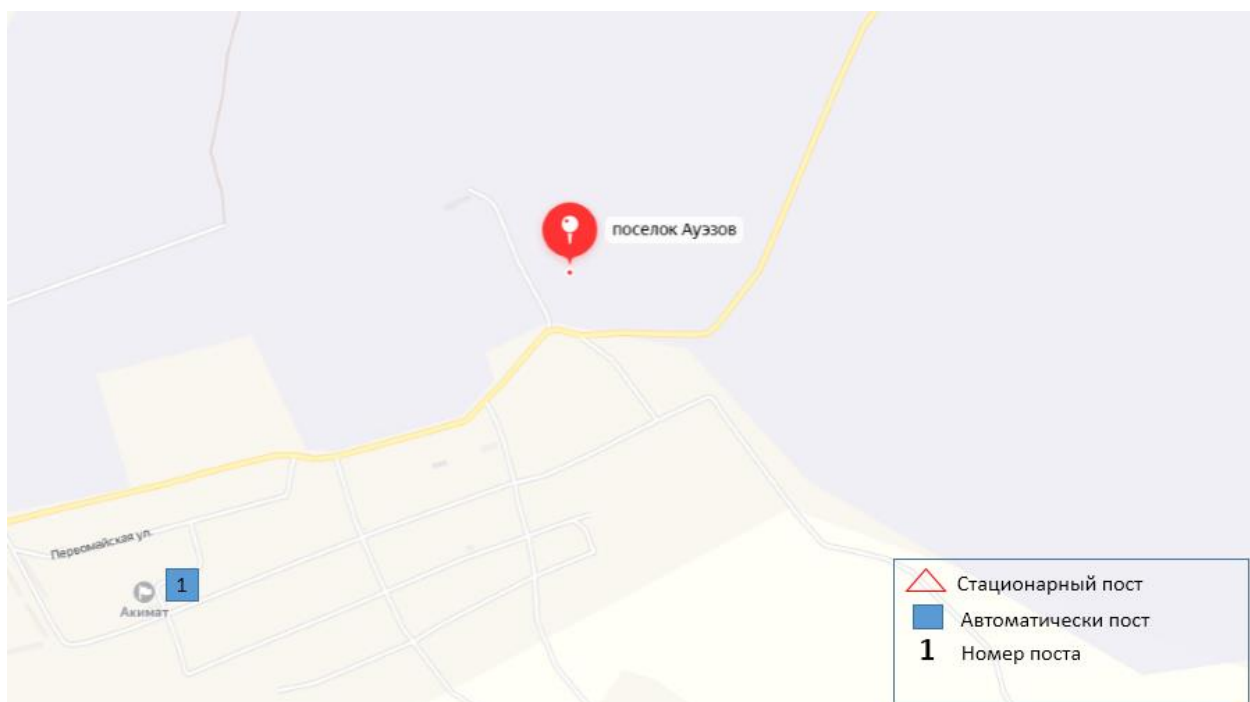 поселок Ауэзов
Первомайская ул.
1
Акимат
Стационарный пост
Автоматически пост
1 Номер поста